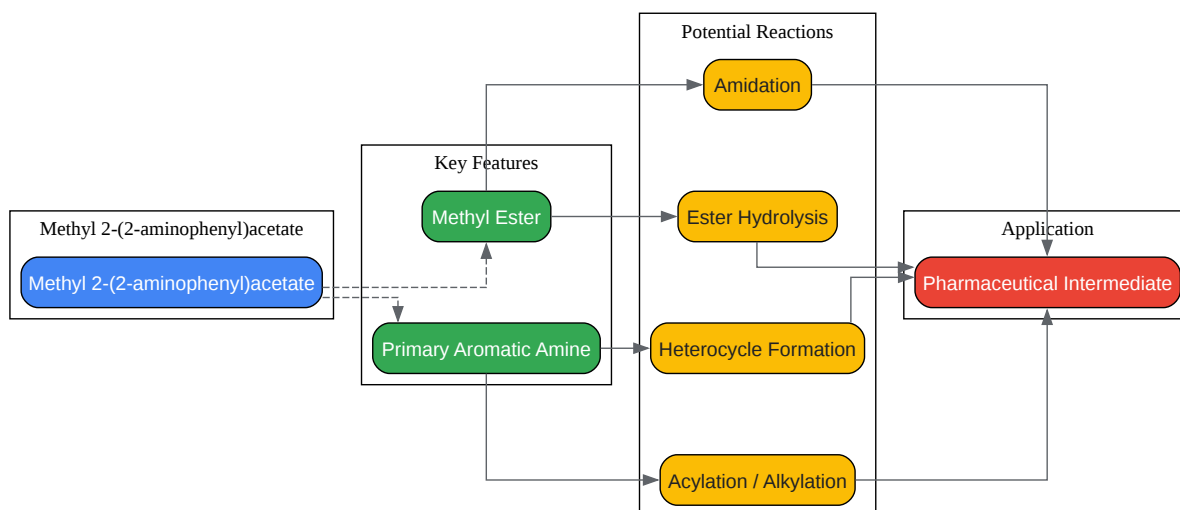 Methyl 2-(2-aminophenyl)acetate
Methyl 2-(2-aminophenyl)acetate
Key Features
Methyl Ester
Primary Aromatic Amine
Potential Reactions
Amidation
Ester Hydrolysis
Heterocycle Formation
Acylation / Alkylation
Application
Pharmaceutical Intermediate